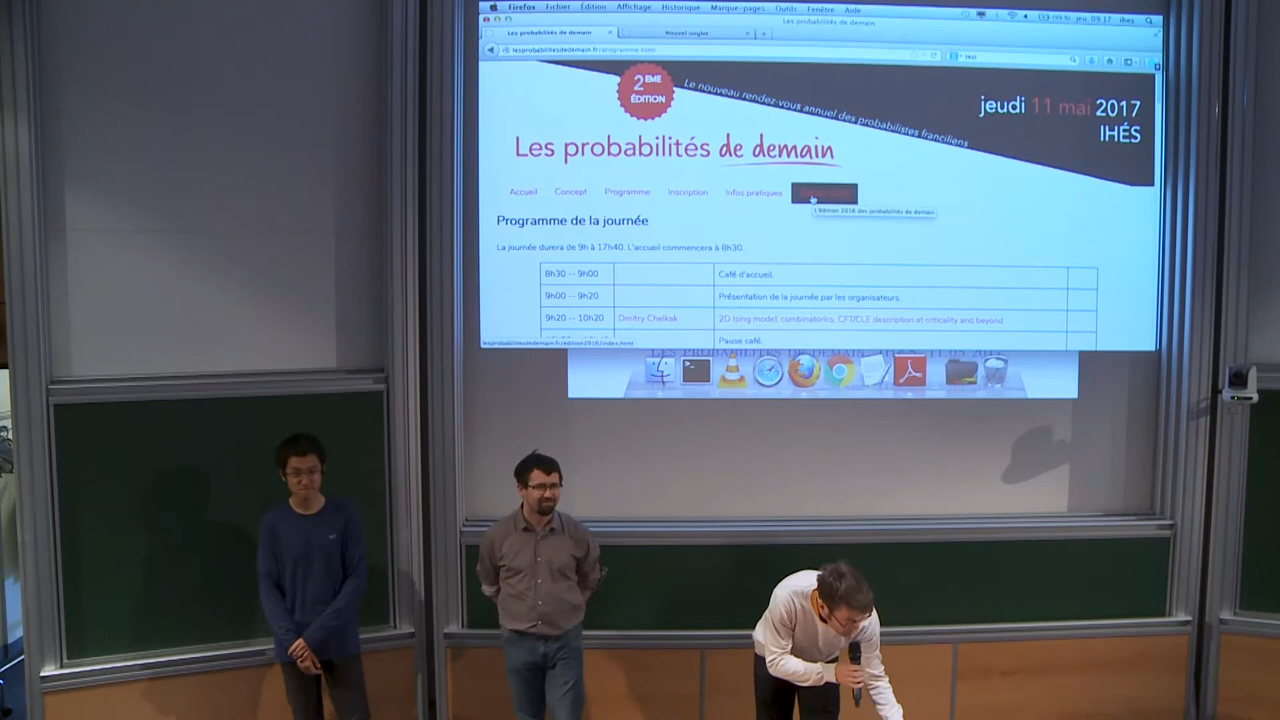 Firefox Fichier Édition Affichage Historique Marque-pages Outils Fenêtre Aide
jeu. 09:17 ihes
Les probabilités de demain
Les probabilités de demain
Nouvel onglet
lesprobabilitesdedemain.fr/programme.html
test
2EME
ÉDITION
Le nouveau rendez-vous annuel des probabilistes franciliens
jeudi 11 mai 2017
IHÉS
Les probabilités de demain
Accueil Concept Programme Inscription Infos pratiques
L'édition 2016 des probabilités de demain
Programme de la journée
La journée durera de 9h à 17h40. L'accueil commencera à 8h30.
8h30 -- 9h00 Café d'accueil.
9h00 -- 9h20 Présentation de la journée par les organisateurs.
9h20 -- 10h20 Dmitry Chelkak 2D Ising model: combinatorics, CFT/CLE description at criticality and beyond
Pause café.
lesprobabilitesdedemain.fr/edition2016/index.html